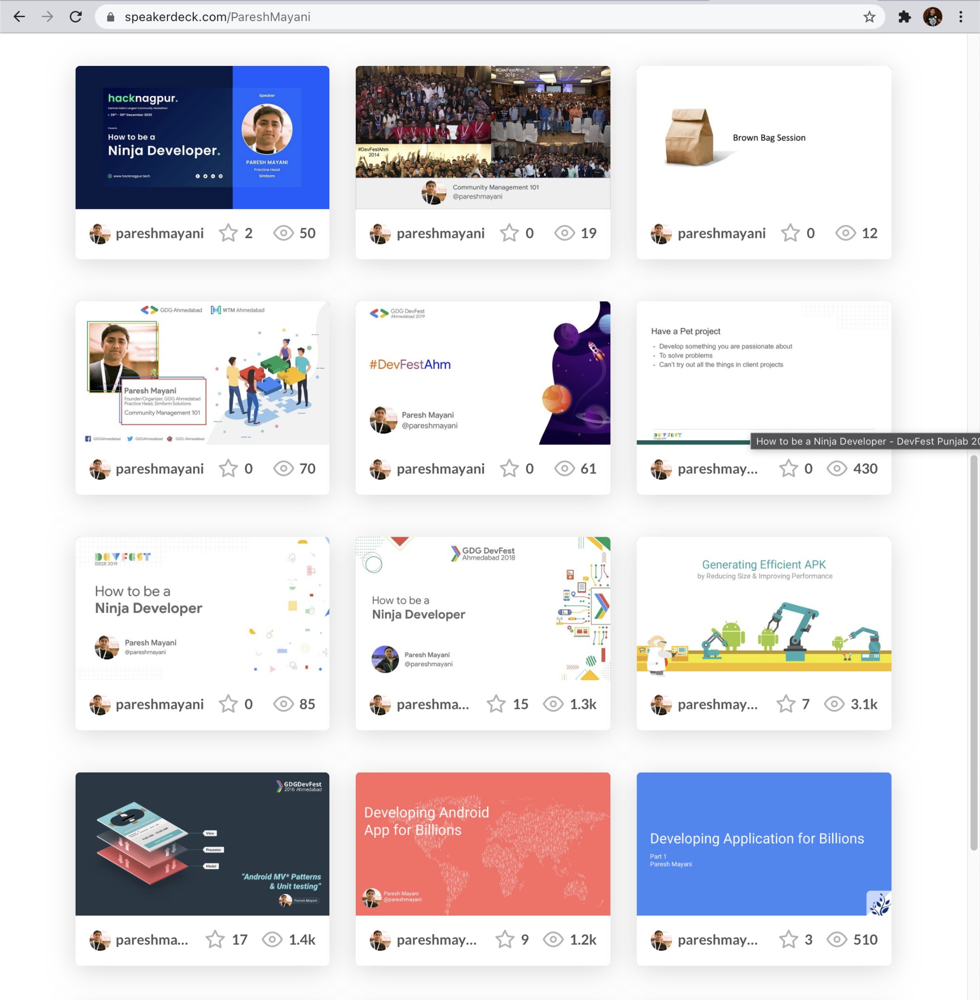 speakerdeck.com/PareshMayani
hacknagpur.
Central India's Largest Community Hackathon
26th - 30th December 2020
Presents
How to be a
Ninja Developer.
www.hacknagpur.tech
Speaker
PARESH MAYANI
Practice Head
Simform
pareshmayani 2 50
#DevFestAhm
2016
#DevFestAhm
2014
Community Management 101
@pareshmayani
pareshmayani 0 19
Brown Bag Session
pareshmayani 0 12
GDG Ahmedabad WTM Ahmedabad
Paresh Mayani
Founder/Organizer, GDG Ahmedabad
Practice Head, Simform Solutions
Community Management 101
GDGAhmedabad GDGAhmedabad GDG-Ahmedabad
pareshmayani 0 70
GDG DevFest
Ahmedabad 2019
#DevFestAhm
Paresh Mayani
@pareshmayani
pareshmayani 0 61
Have a Pet project
- Develop something you are passionate about
- To solve problems
- Can't try out all the things in client projects
DEVFEST
Punjab 2019
How to be a Ninja Developer - DevFest Punjab 20
pareshmay... 0 430
DEVFEST
BBSR 2019
How to be a
Ninja Developer
Paresh Mayani
@pareshmayani
pareshmayani 0 85
GDG DevFest
Ahmedabad 2018
How to be a
Ninja Developer
Paresh Mayani
@pareshmayani
pareshma... 15 1.3k
Generating Efficient APK
by Reducing Size & Improving Performance
pareshmay... 7 3.1k
GDGDevFest
2016 Ahmedabad
9:00 AM - 10:00 AM
View
Presenter
Model
"Android MV* Patterns
& Unit testing"
Paresh Mayani
pareshma... 17 1.4k
Developing Android
App for Billions
Paresh Mayani
@pareshmayani
pareshmay... 9 1.2k
Developing Application for Billions
Part 1
Paresh Mayani
pareshmay... 3 510